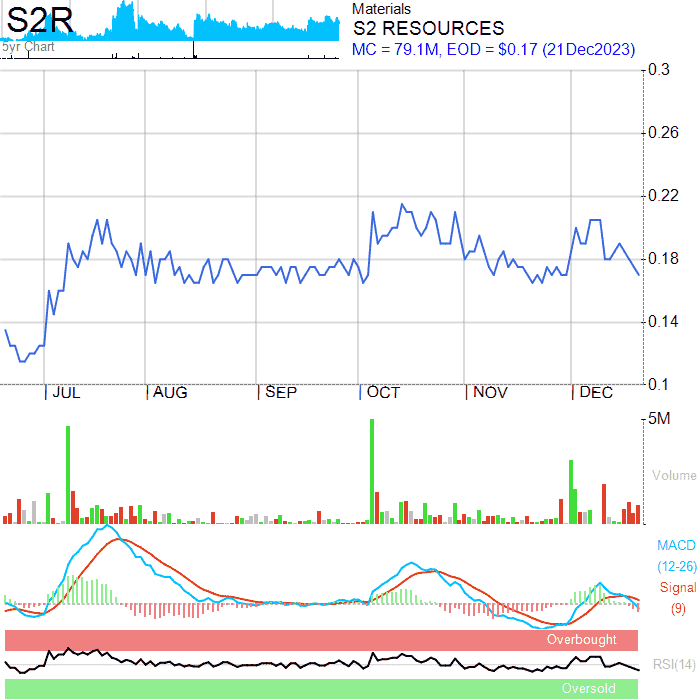 S2R
5yr Chart
Materials
S2 RESOURCES
MC = 79.1M, EOD = $0.17 (21Dec2023)
0.3
0.26
0.22
0.18
0.14
0.1
JUL AUG SEP OCT NOV DEC
5M
Volume
MACD
(12-26)
Signal
(9)
Overbought
RSI(14)
Oversold